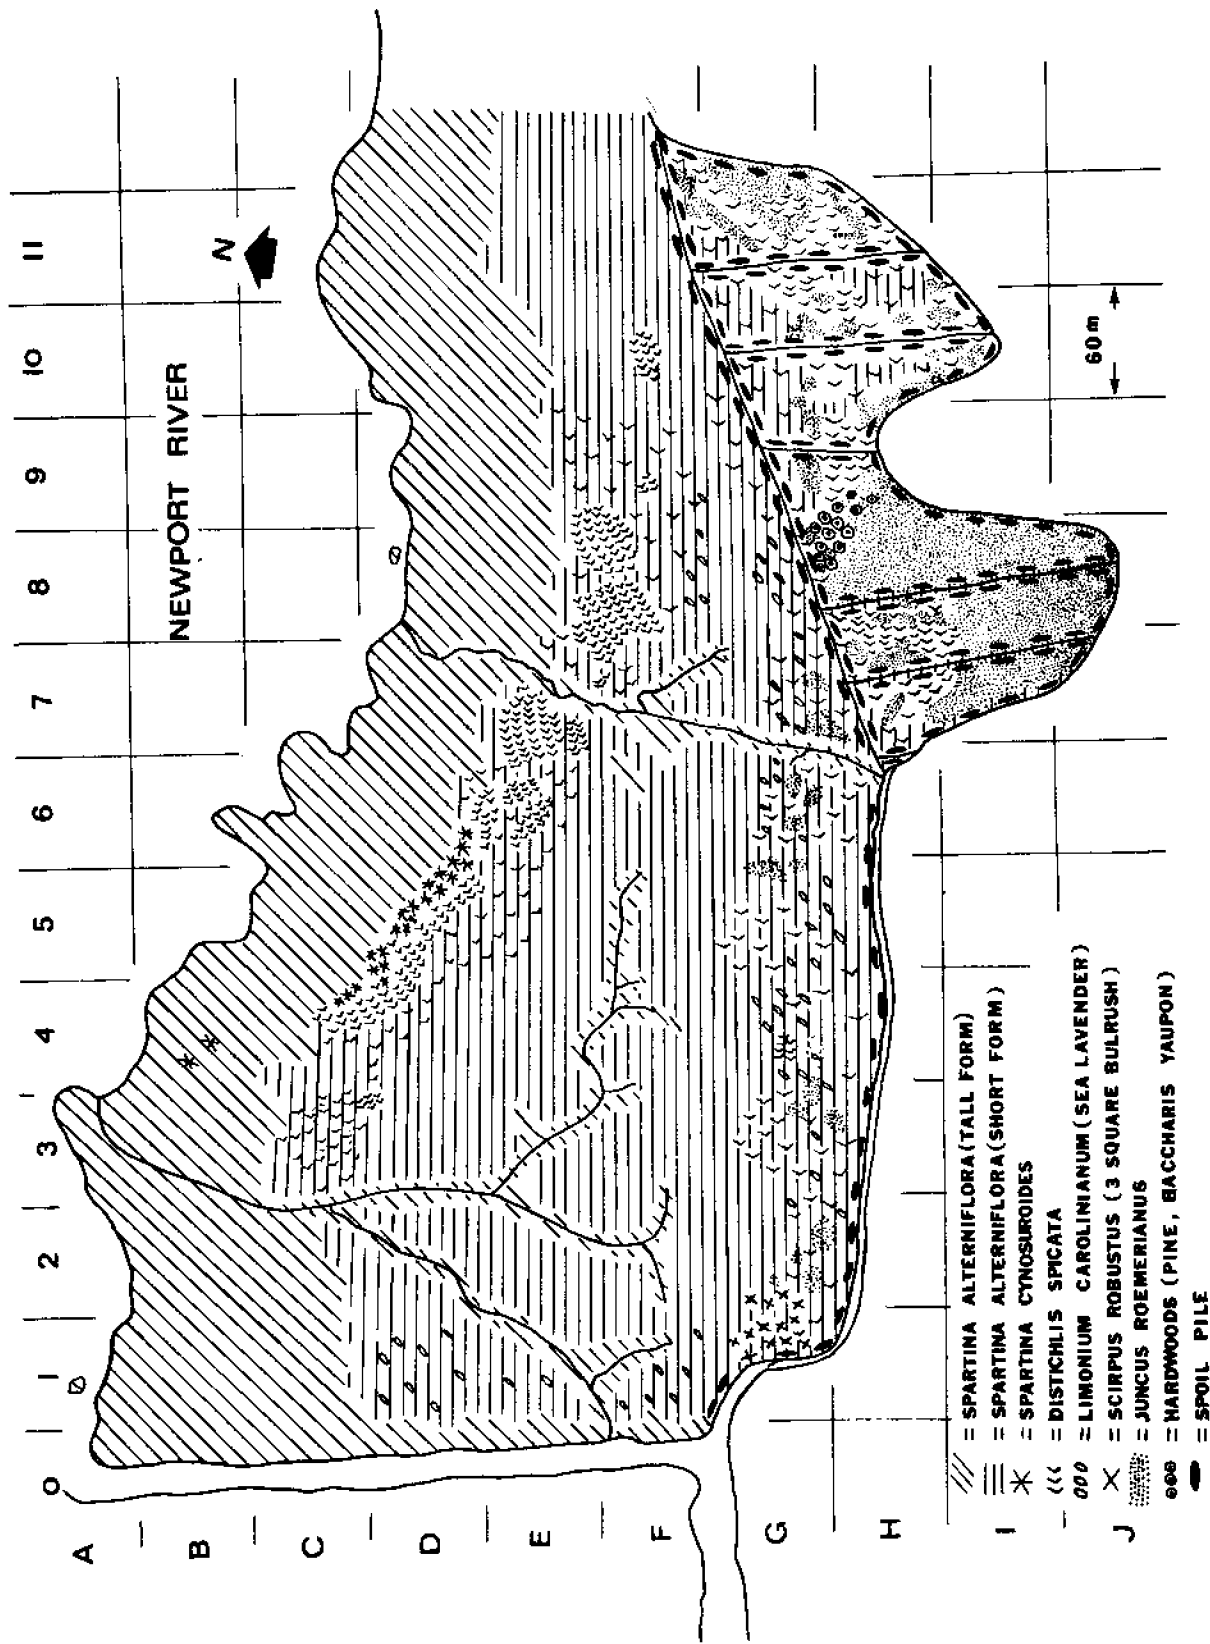 A
B
C
D
E
F
G
H
I
J
0
1
2
3
4
5
6
7
8
9
10
11
NEWPORT RIVER
N
60m
= SPARTINA ALTERNIFLORA (TALL FORM)
= SPARTINA ALTERNIFLORA (SHORT FORM)
= SPARTINA CYNOSUROIDES
= DISTICHLIS SPICATA
= LIMONIUM CAROLINIANUM (SEA LAVENDER)
= SCIRPUS ROBUSTUS (3 SQUARE BULRUSH)
= JUNCUS ROEMERIANUS
= HARDWOODS (PINE, BACCHARIS YAUPON)
= SPOIL PILE